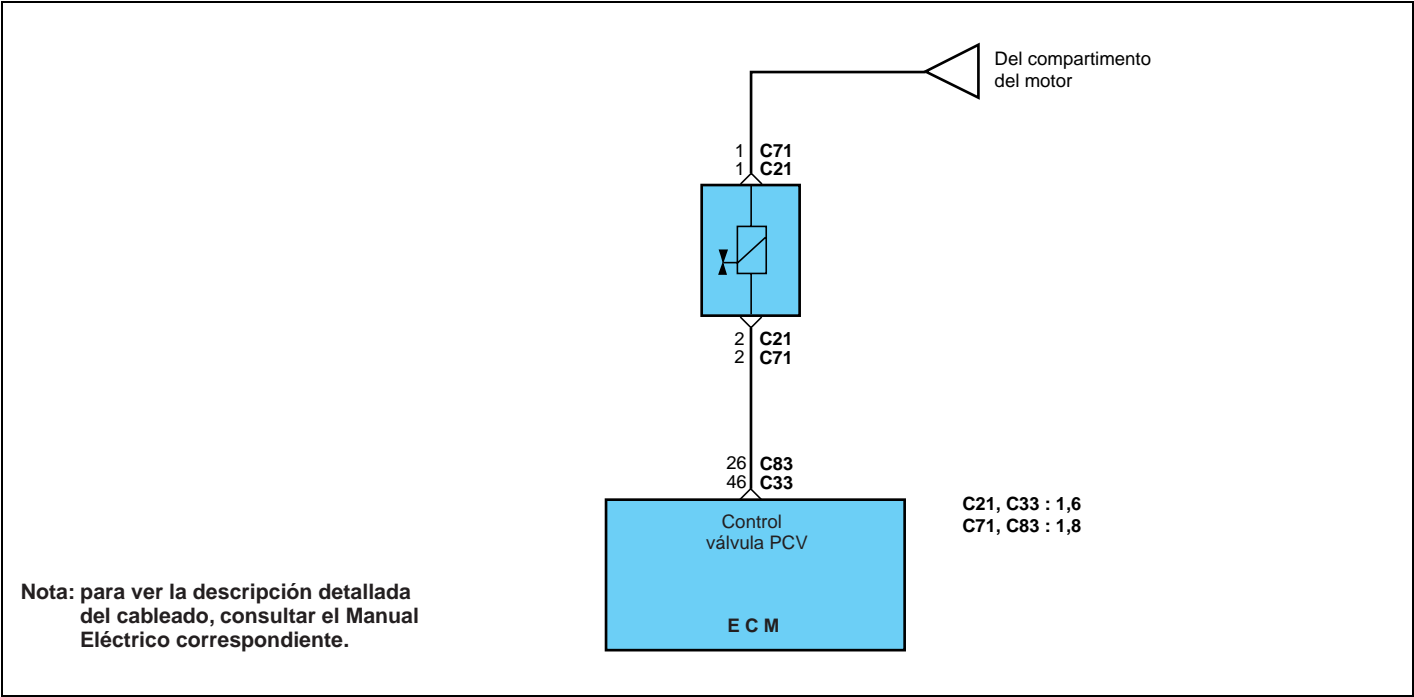 Del compartimento
del motor
1 C71
1 C21
2 C21
2 C71
26 C83
46 C33
Control
válvula PCV
E C M
C21, C33 : 1,6
C71, C83 : 1,8
Nota: para ver la descripción detallada
del cableado, consultar el Manual
Eléctrico correspondiente.